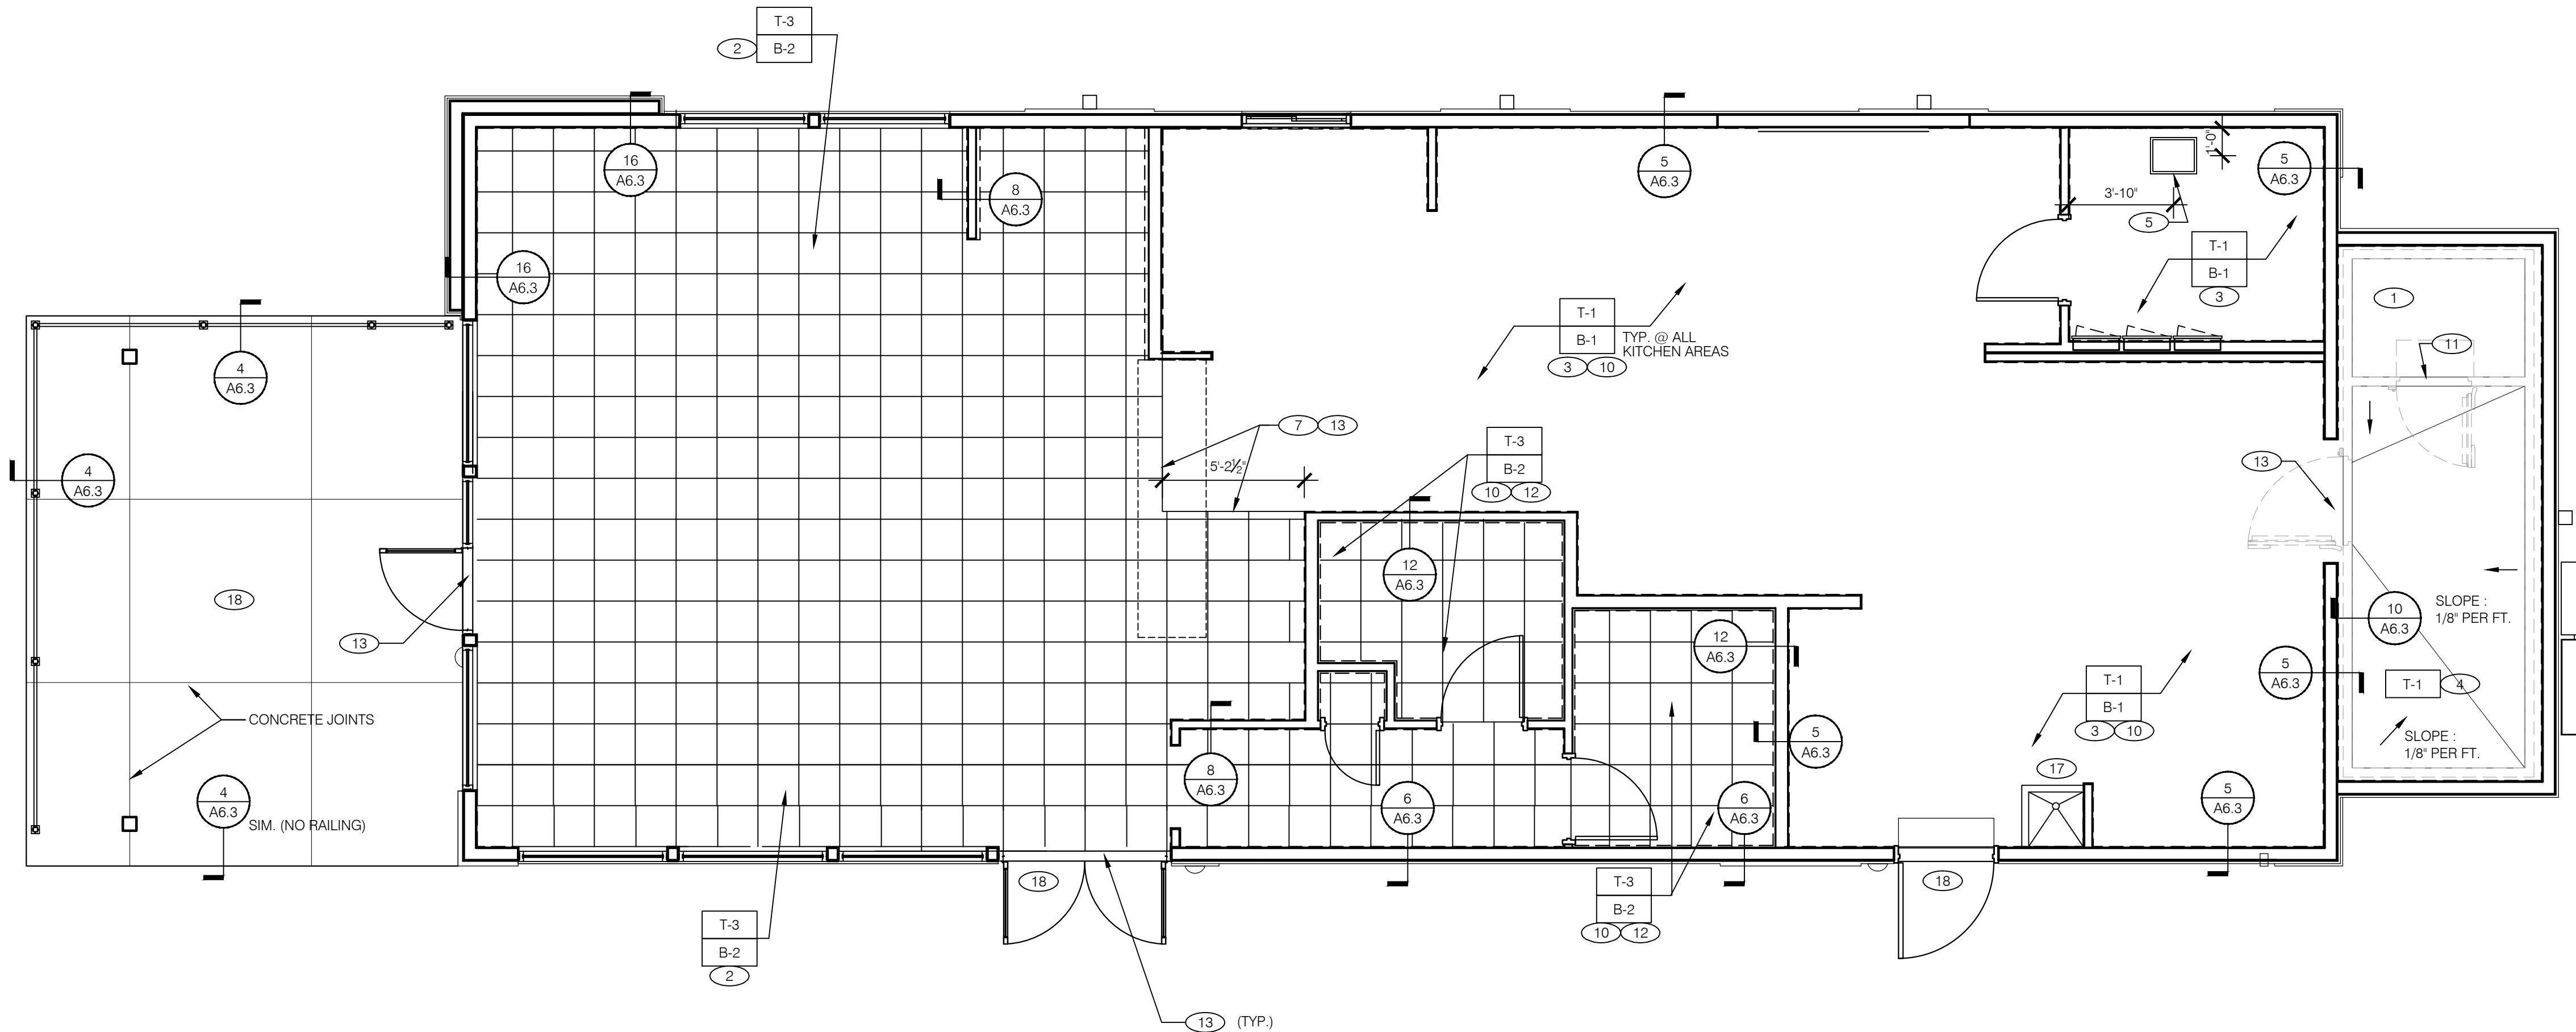 T-3
2
B-2
16
A6.3
8
A6.3
5
A6.3
5
A6.3
1'-0"
3'-10"
5
T-1
B-1
3
16
A6.3
1
T-1
B-1
TYP. @ ALL
KITCHEN AREAS
3
10
11
4
A6.3
7
13
T-3
B-2
10
12
5'-2½"
13
4
A6.3
12
A6.3
18
10
A6.3
SLOPE :
1/8" PER FT.
13
12
A6.3
5
A6.3
T-1
4
T-1
B-1
3
10
CONCRETE JOINTS
5
A6.3
SLOPE :
1/8" PER FT.
17
8
A6.3
4
A6.3
SIM. (NO RAILING)
6
A6.3
6
A6.3
5
A6.3
18
18
T-3
B-2
10
12
T-3
B-2
2
13
(TYP.)